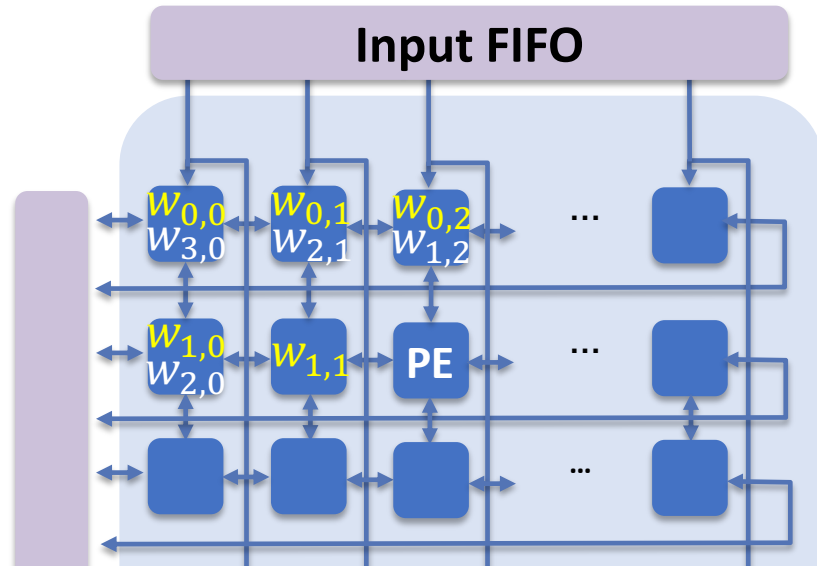 Input FIFO
w0,0 w0,1 w0,2 ...
w3,0 w2,1 w1,2
w1,0 w1,1 PE ...
w2,0
...